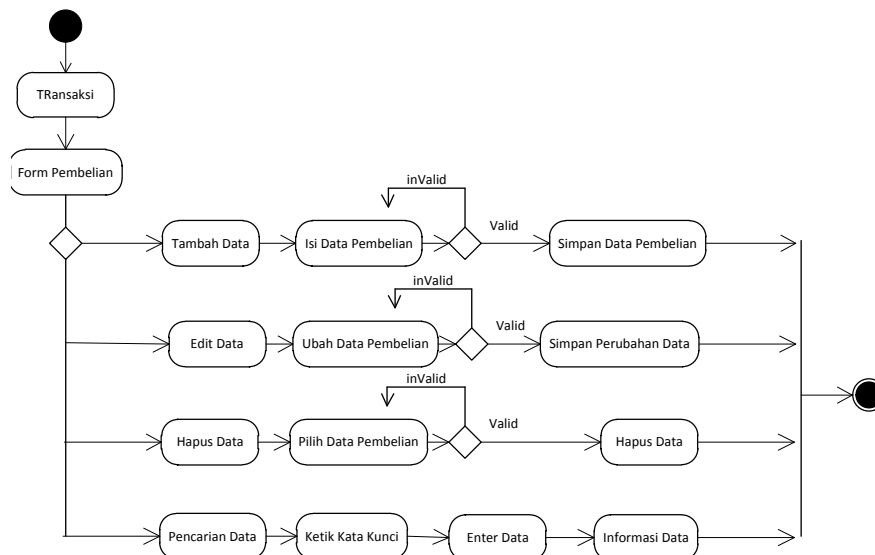 TRansaksi
Form Pembelian
inValid
Tambah Data
Isi Data Pembelian
Valid
Simpan Data Pembelian
inValid
Edit Data
Ubah Data Pembelian
Valid
Simpan Perubahan Data
inValid
Hapus Data
Pilih Data Pembelian
Valid
Hapus Data
Pencarian Data
Ketik Kata Kunci
Enter Data
Informasi Data